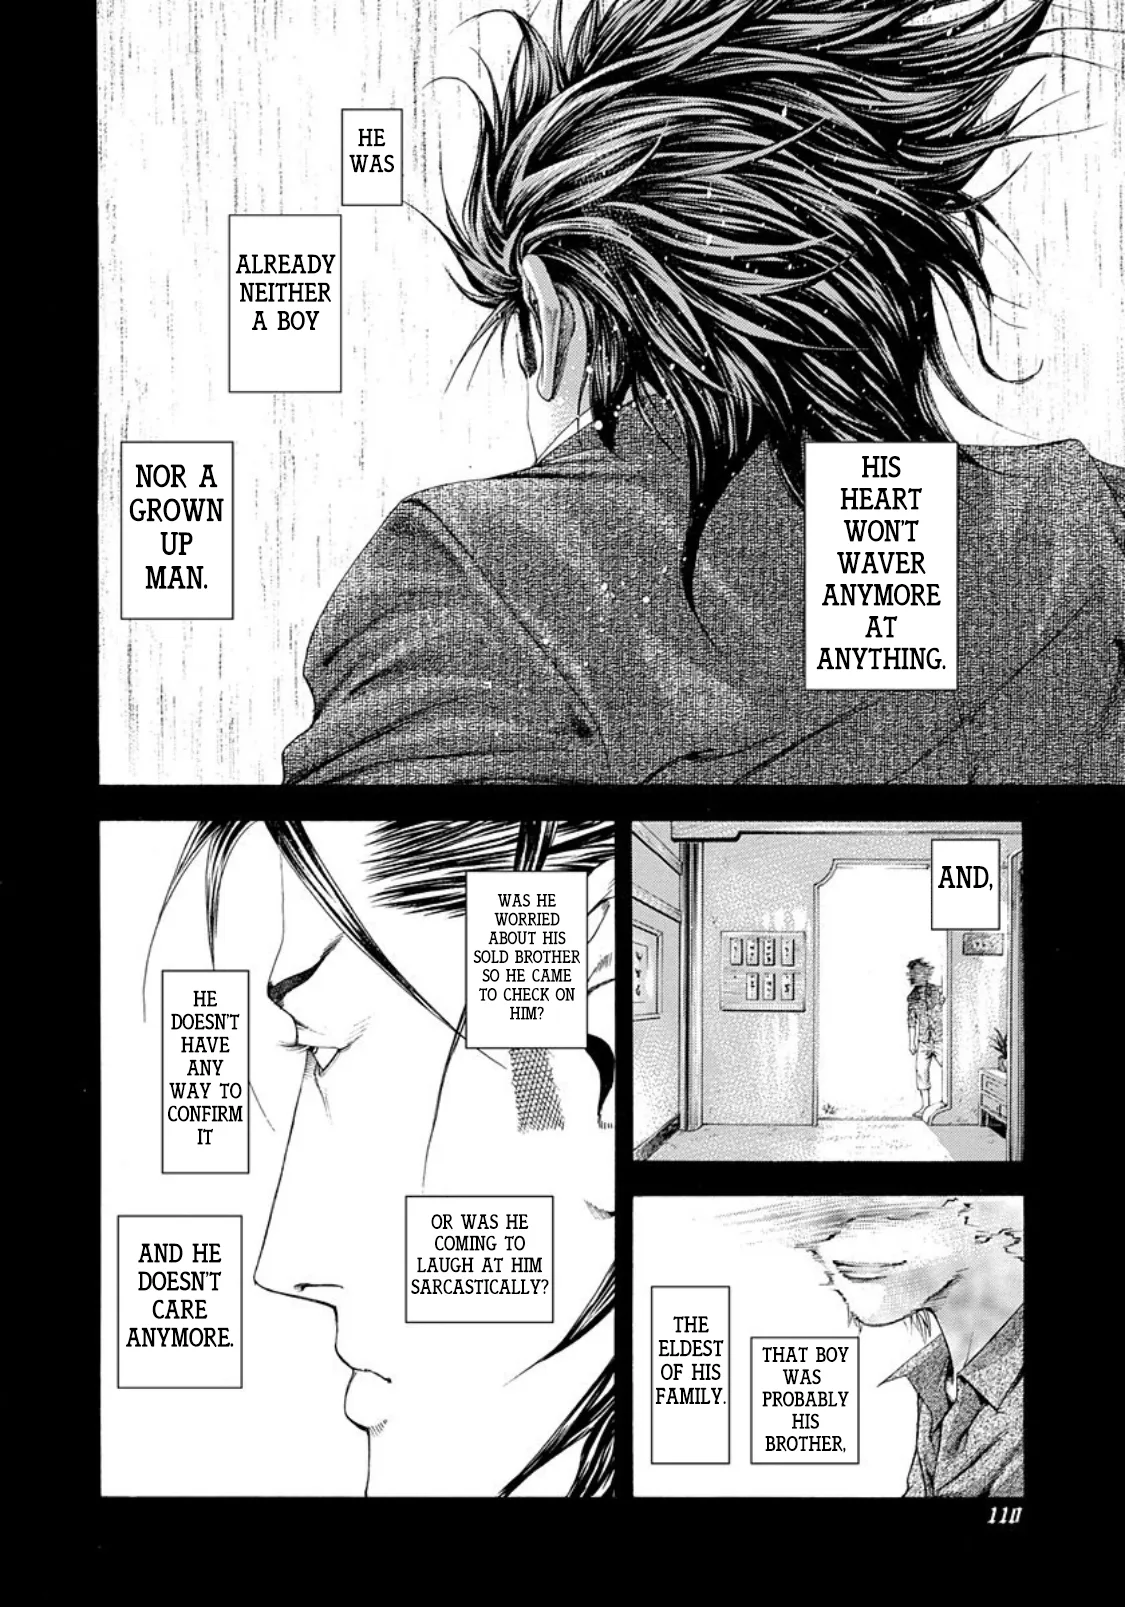 HIS
HEART
WON'T
WAVER
ANYMORE
AT
ANYTHING.
HE
WAS
ALREADY
NEITHER
A BOY
NOR A
GROWN
UP
MAN.
AND,
THAT BOY
WAS
PROBABLY
HIS
BROTHER,
THE
ELDEST
OF HIS
FAMILY.
WAS HE
WORRIED
ABOUT HIS
SOLD BROTHER
SO HE CAME
TO CHECK ON
HIM?
OR WAS HE
COMING TO
LAUGH AT HIM
SARCASTICALLY?
HE
DOESN'T
HAVE
ANY
WAY TO
CONFIRM
IT
AND HE
DOESN'T
CARE
ANYMORE.
110